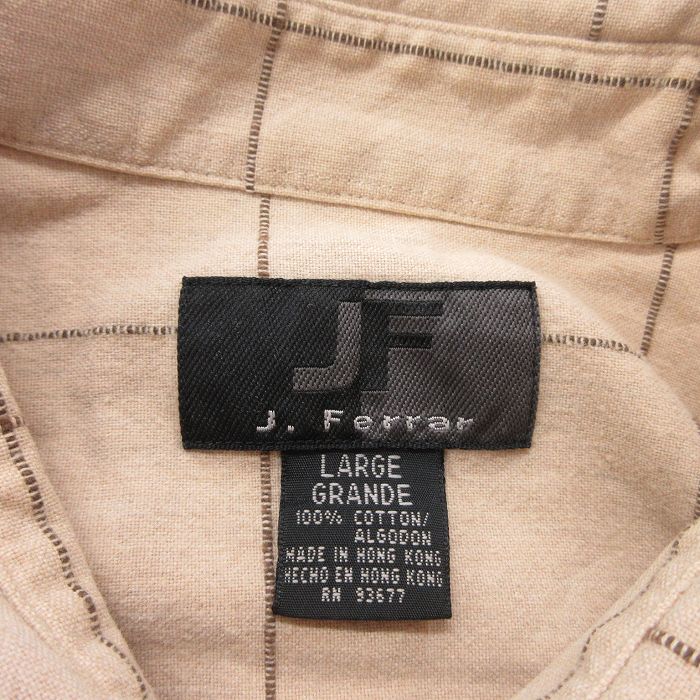 JF
J. Ferrar
LARGE
GRANDE
100% COTTON/
ALGODON
MADE IN HONG KONG
HECHO EN HONG KONG
RN 93677